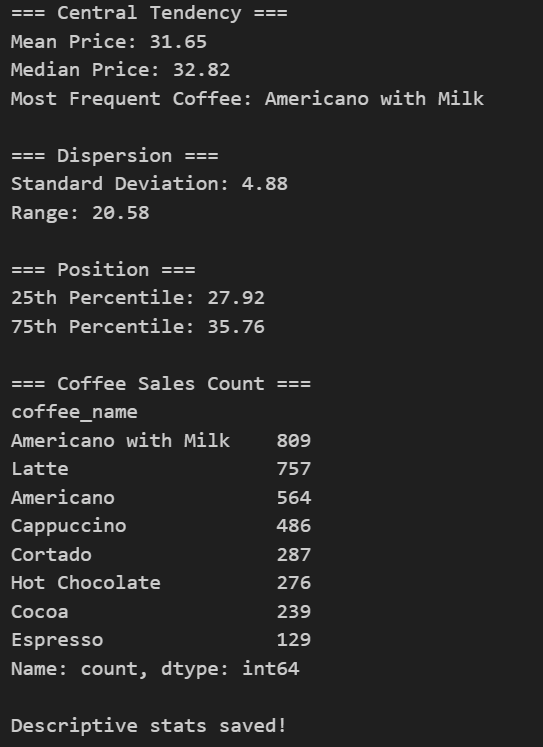 === Central Tendency ===
Mean Price: 31.65
Median Price: 32.82
Most Frequent Coffee: Americano with Milk
=== Dispersion ===
Standard Deviation: 4.88
Range: 20.58
=== Position ===
25th Percentile: 27.92
75th Percentile: 35.76
=== Coffee Sales Count ===
coffee_name
Americano with Milk    809
Latte                  757
Americano              564
Cappuccino             486
Cortado                287
Hot Chocolate          276
Cocoa                  239
Espresso               129
Name: count, dtype: int64
Descriptive stats saved!